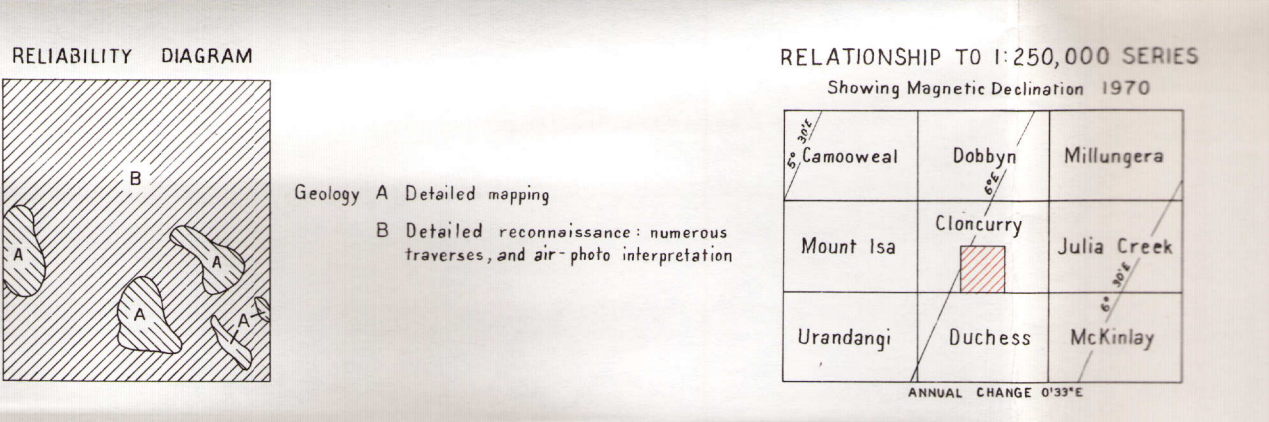 RELIABILITY DIAGRAM
B
A
A
A
A
Geology A Detailed mapping
B Detailed reconnaissance: numerous
traverses, and air-photo interpretation
RELATIONSHIP TO 1:250,000 SERIES
Showing Magnetic Declination 1970
5° 30'E
Camooweal
Dobbyn
6°E
Millungera
Mount Isa
Cloncurry
Julia Creek
6° 30'E
Urandangi
Duchess
McKinlay
ANNUAL CHANGE 0'33"E